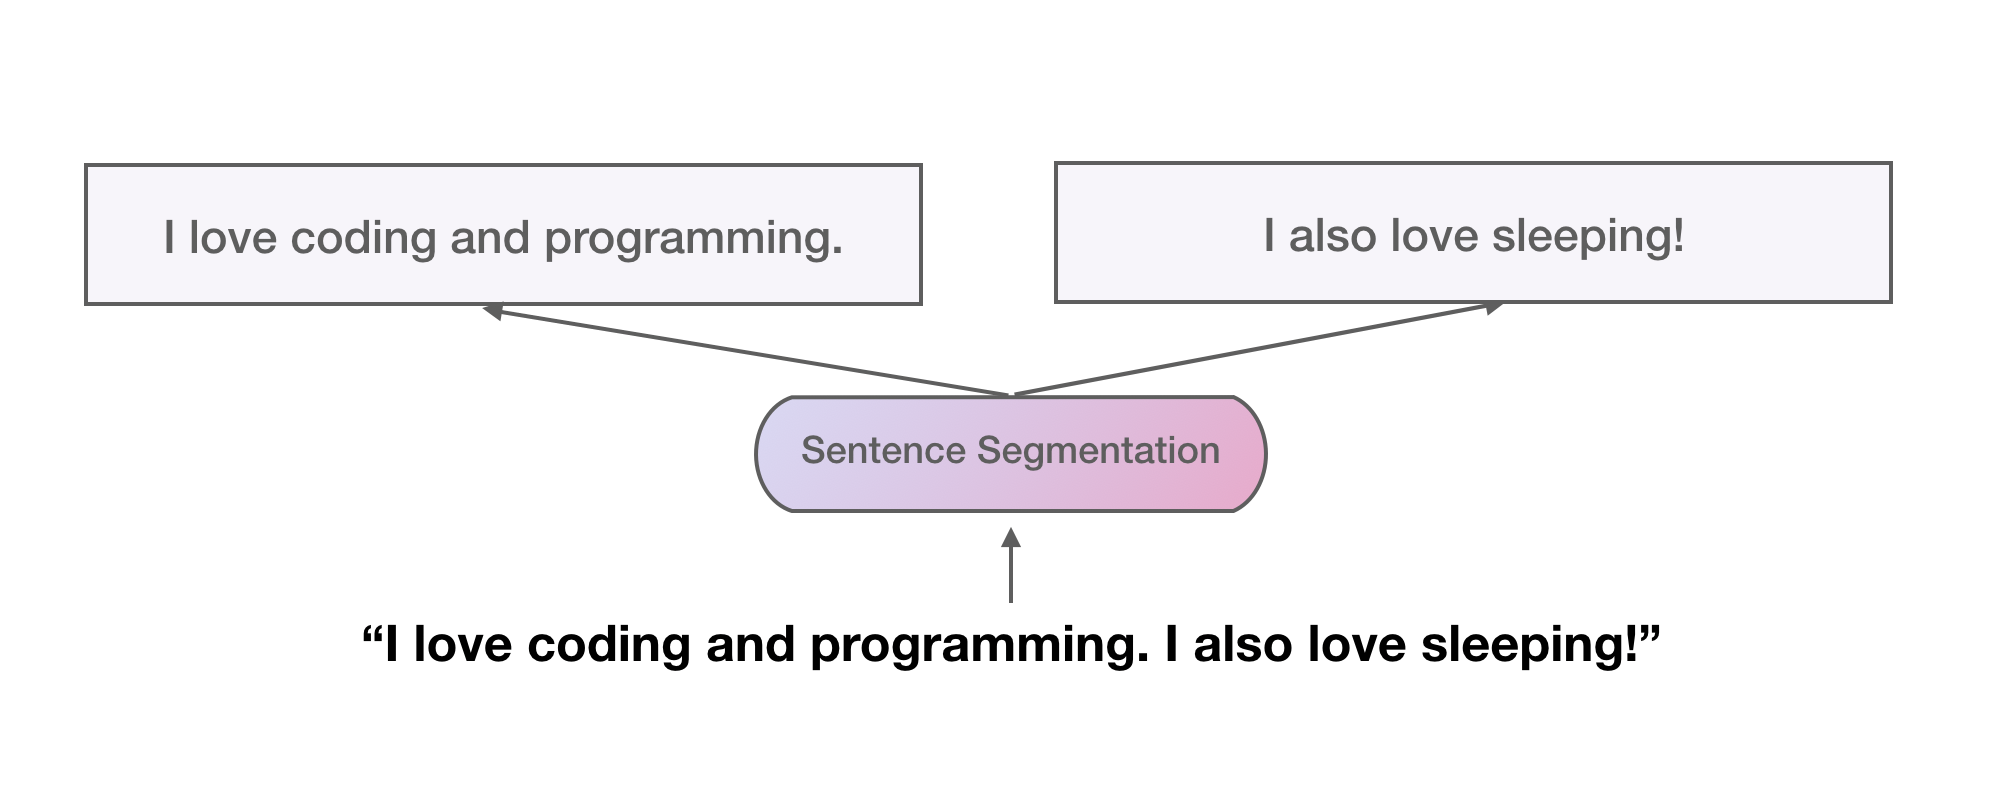 I love coding and programming.
I also love sleeping!
Sentence Segmentation
“I love coding and programming. I also love sleeping!”